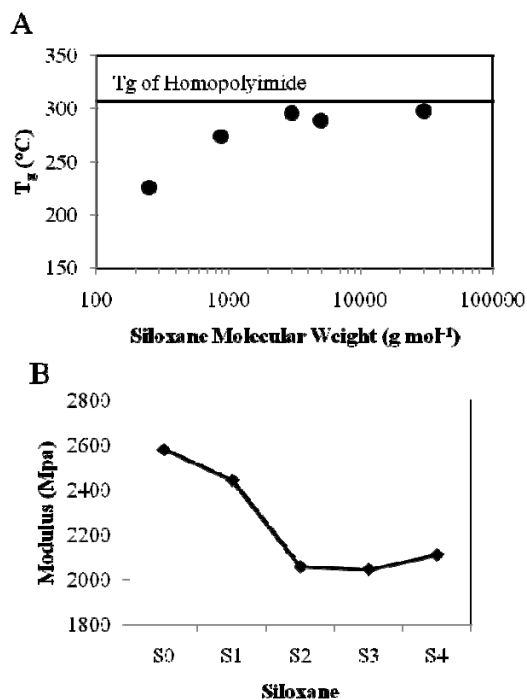 A
350
Tg of Homopolyimide
300
250
200
150
Tg (°C)
100 1000 10000 100000
Siloxane Molecular Weight (g mol-1)
B
2800
2600
2400
2200
2000
1800
Modulus (Mpa)
S0 S1 S2 S3 S4
Siloxane